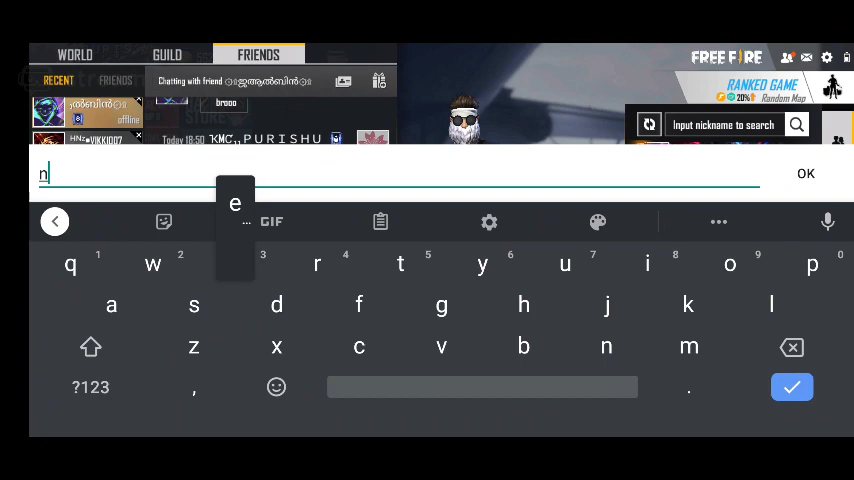 WORLD GUILD FRIENDS
FREE FIRE
RECENT FRIENDS Chatting with friend
RANKED GAME
20% Random Map
brooo
offline
Input nickname to search
Today 18:50
n
OK
e
...
GIF
q 1 w 2 3 r 4 t 5 y 6 u 7 i 8 o 9 p 0
a s d f g h j k l
z x c v b n m
?123 , .